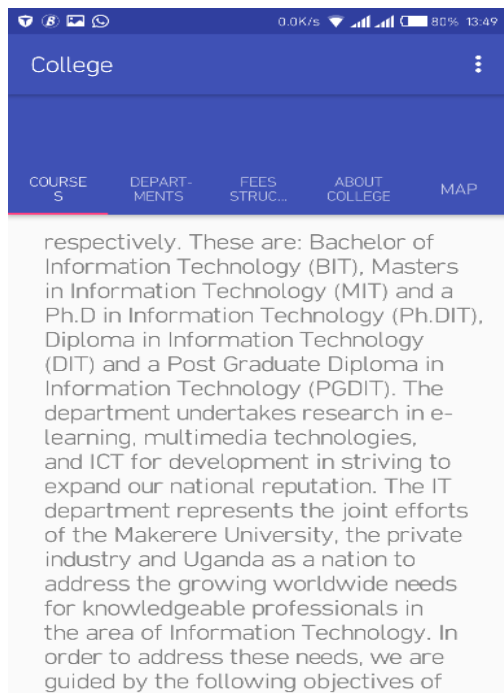 0.0K/s 80% 13:49
College
COURSE
S
DEPART-
MENTS
FEES
STRUC...
ABOUT
COLLEGE
MAP
respectively. These are: Bachelor of
Information Technology (BIT), Masters
in Information Technology (MIT) and a
Ph.D in Information Technology (Ph.DIT),
Diploma in Information Technology
(DIT) and a Post Graduate Diploma in
Information Technology (PGDIT). The
department undertakes research in e-
learning, multimedia technologies,
and ICT for development in striving to
expand our national reputation. The IT
department represents the joint efforts
of the Makerere University, the private
industry and Uganda as a nation to
address the growing worldwide needs
for knowledgeable professionals in
the area of Information Technology. In
order to address these needs, we are
guided by the following objectives of